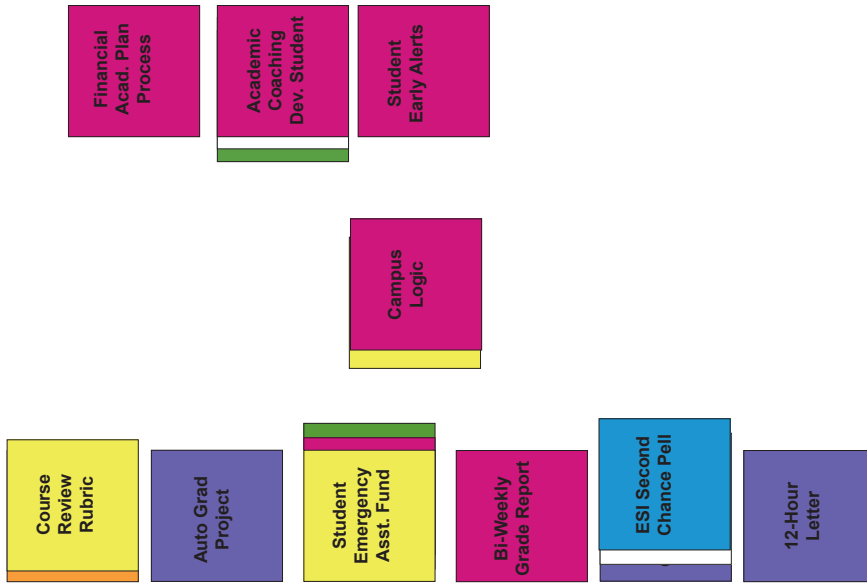 Financial
Acad. Plan
Process
Academic
Coaching
Dev. Student
Student
Early Alerts
Campus
Logic
Course
Review
Rubric
Auto Grad
Project
Student
Emergency
Asst. Fund
Bi-Weekly
Grade Report
ESI Second
Chance Pell
12-Hour
Letter